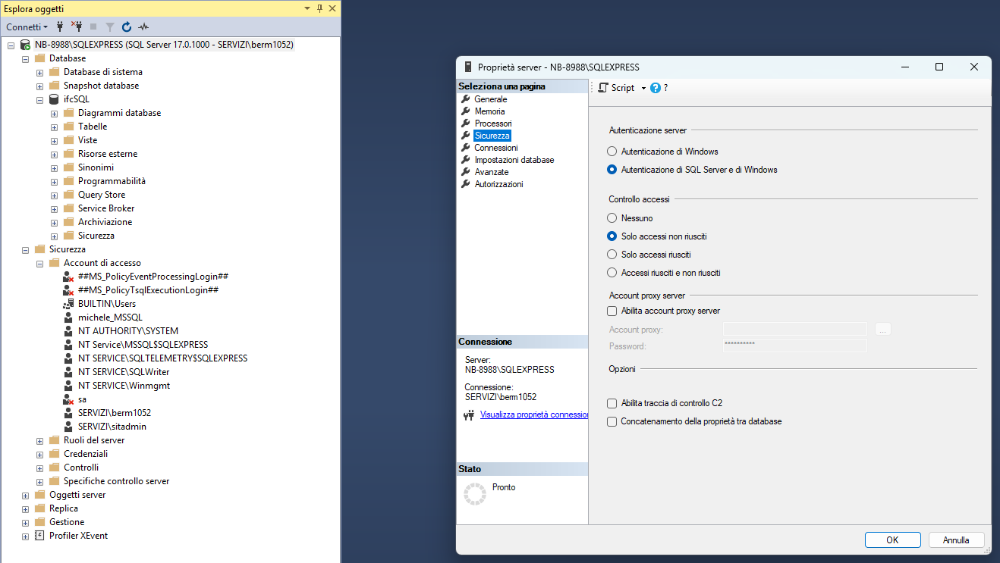 Esplora oggetti
Connetti
NB-8988\SQLEXPRESS (SQL Server 17.0.1000 - SERVIZI\berm1052)
Database
Database di sistema
Snapshot database
ifcSQL
Diagrammi database
Tabelle
Viste
Risorse esterne
Sinonimi
Programmabilità
Query Store
Service Broker
Archiviazione
Sicurezza
Sicurezza
Account di accesso
##MS_PolicyEventProcessingLogin##
##MS_PolicyTsqlExecutionLogin##
BUILTIN\Users
michele_MSSQL
NT AUTHORITY\SYSTEM
NT Service\MSSQL$SQLEXPRESS
NT SERVICE\SQLTELEMETRY$SQLEXPRESS
NT SERVICE\SQLWriter
NT SERVICE\Winmgmt
sa
SERVIZI\berm1052
SERVIZI\sitadmin
Ruoli del server
Credenziali
Controlli
Specifiche controllo server
Oggetti server
Replica
Gestione
Profiler XEvent
Proprietà server - NB-8988\SQLEXPRESS
Seleziona una pagina
Generale
Memoria
Processori
Sicurezza
Connessioni
Impostazioni database
Avanzate
Autorizzazioni
Connessione
Server:
NB-8988\SQLEXPRESS
Connessione:
SERVIZI\berm1052
Visualizza proprietà connession
Stato
Pronto
Script ? ?
Autenticazione server
Autenticazione di Windows
Autenticazione di SQL Server e di Windows
Controllo accessi
Nessuno
Solo accessi non riusciti
Solo accessi riusciti
Accessi riusciti e non riusciti
Account proxy server
Abilita account proxy server
Account proxy:
...
Password: **********
Opzioni
Abilita traccia di controllo C2
Concatenamento della proprietà tra database
OK Annulla